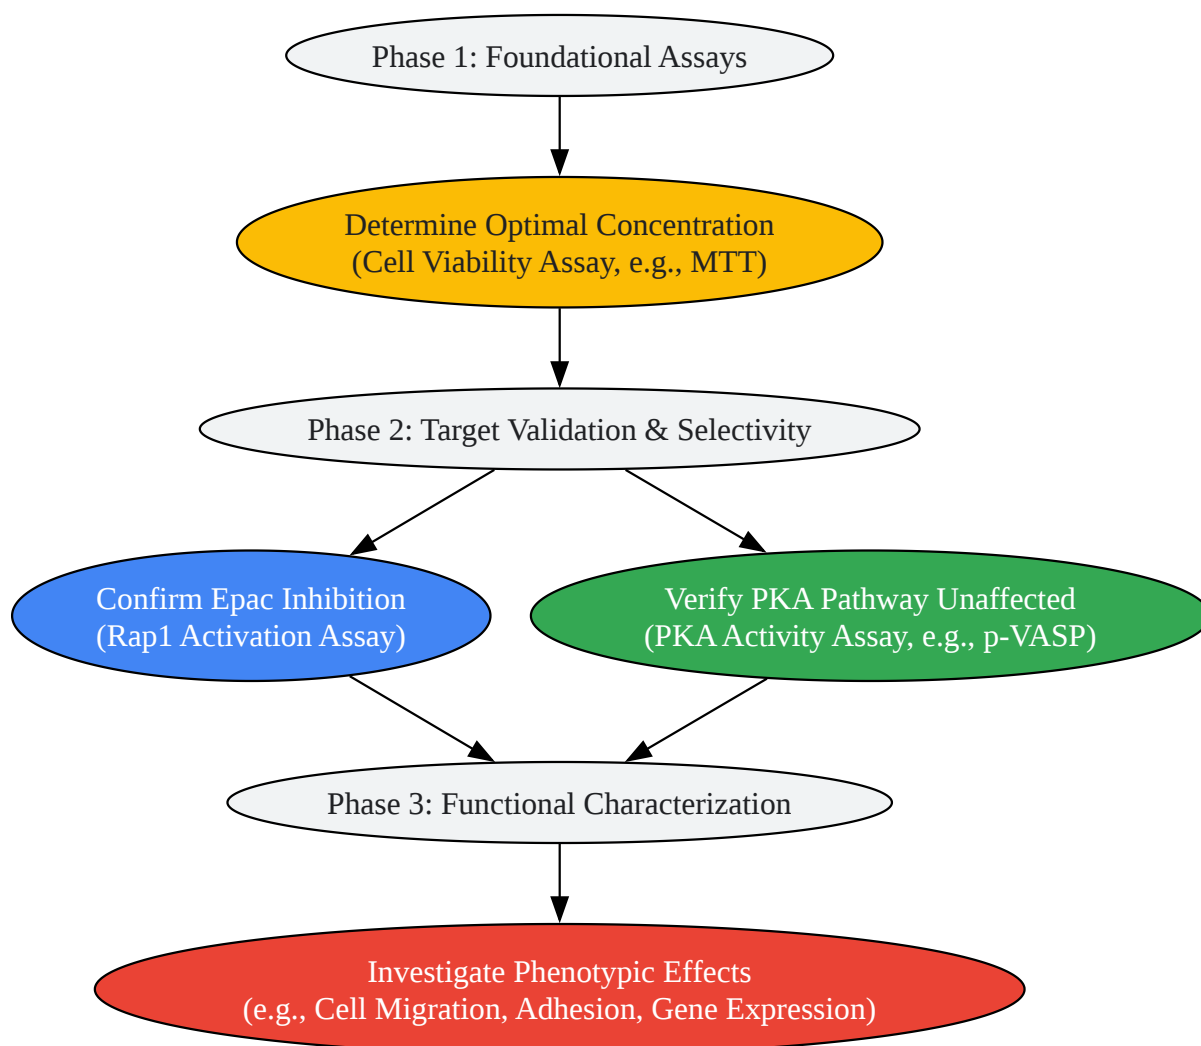 Phase 1: Foundational Assays
Determine Optimal Concentration
(Cell Viability Assay, e.g., MTT)
Phase 2: Target Validation & Selectivity
Confirm Epac Inhibition
(Rap1 Activation Assay)
Verify PKA Pathway Unaffected
(PKA Activity Assay, e.g., p-VASP)
Phase 3: Functional Characterization
Investigate Phenotypic Effects
(e.g., Cell Migration, Adhesion, Gene Expression)